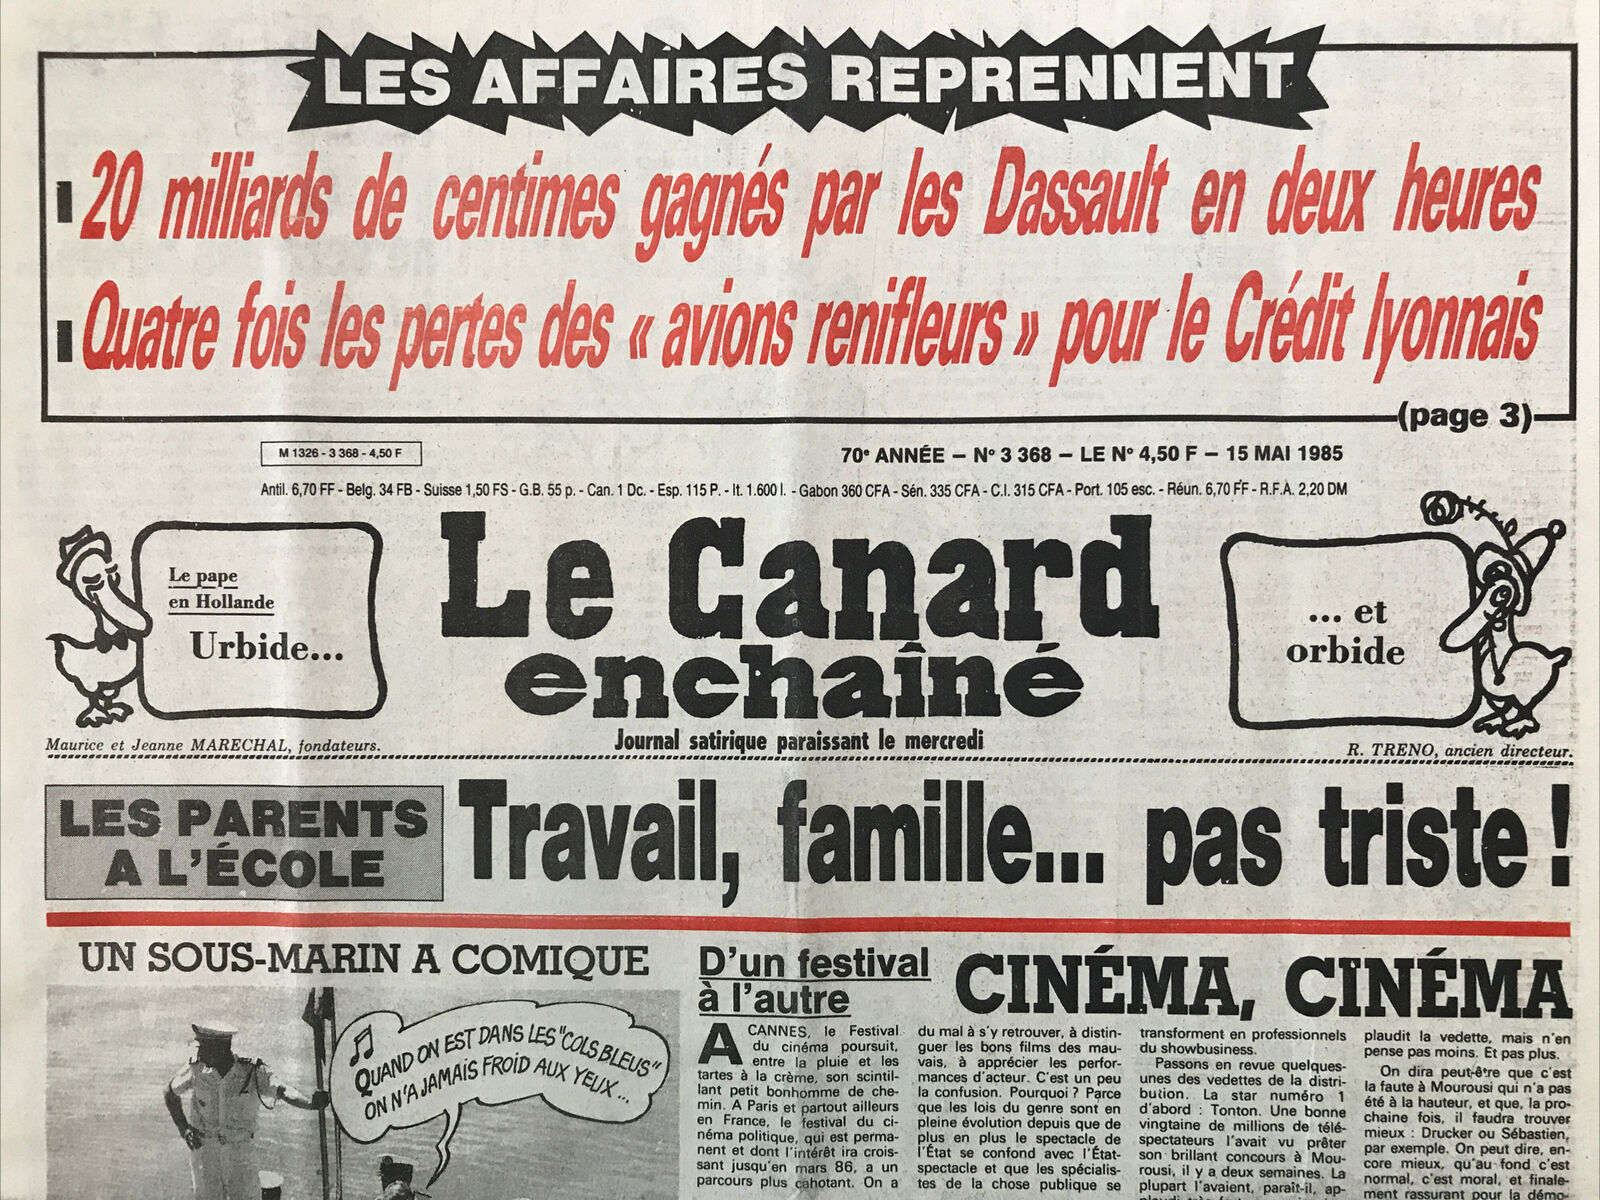 LES AFFAIRES REPRENNENT
20 milliards de centimes gagnés par les Dassault en deux heures
Quatre fois les pertes des « avions renifleurs » pour le Crédit lyonnais
(page 3)
M 1326 - 3 368 - 4,50 F
70e ANNÉE – No 3 368 – LE No 4,50 F – 15 MAI 1985
Antil. 6,70 FF - Belg. 34 FB - Suisse 1,50 FS - G.B. 55 p. - Can. 1 Dc. - Esp. 115 P. - It. 1.600 l. - Gabon 360 CFA - Sén. 335 CFA - C.I. 315 CFA - Port. 105 esc. - Réun. 6,70 FF - R.F.A. 2,20 DM
Le pape
en Hollande
Urbide...
Le Canard
enchaîné
... et
orbide
Maurice et Jeanne MARECHAL, fondateurs.
Journal satirique paraissant le mercredi
R. TRENO, ancien directeur.
LES PARENTS
A L'ÉCOLE
Travail, famille... pas triste !
UN SOUS-MARIN A COMIQUE
QUAND ON EST DANS LES "COLS BLEUS"
ON N'A JAMAIS FROID AUX YEUX...
D'un festival
à l'autre
CINÉMA, CINÉMA
A CANNES, le Festival
du cinéma poursuit,
entre la pluie et les
tartes à la crème, son scintil-
lant petit bonhomme de che-
min. A Paris et partout ailleurs
en France, le festival du ci-
néma politique, qui est perma-
nent et dont l'intérêt ira crois-
sant jusqu'en mars 86, a un
parcours plus cahotant. On a
du mal à s'y retrouver, à distin-
guer les bons films des mau-
vais, à apprécier les perfor-
mances d'acteur. C'est un peu
la confusion. Pourquoi ? Parce
que les lois du genre sont en
pleine évolution depuis que de
plus en plus le spectacle de
l'État se confond avec l'État-
spectacle et que les spécialis-
tes de la chose publique se
transforment en professionnels
du showbusiness.
Passons en revue quelques-
unes des vedettes de la distri-
bution. La star numéro 1
d'abord : Tonton. Une bonne
vingtaine de millions de télé-
spectateurs l'avait vu prêter
son brillant concours à Mou-
rousi, il y a deux semaines. La
plupart l'avaient, paraît-il, ap-
plaudit la vedette, mais n'en
pense pas moins. Et pas plus.
On dira peut-être que c'est
la faute à Mourousi qui n'a pas
été à la hauteur, et que, la pro-
chaine fois, il faudra trouver
mieux : Drucker ou Sébastien,
par exemple. On peut dire, en-
core mieux, qu'au fond c'est
normal, c'est moral, et finale-
ment rassurant pour la démo-